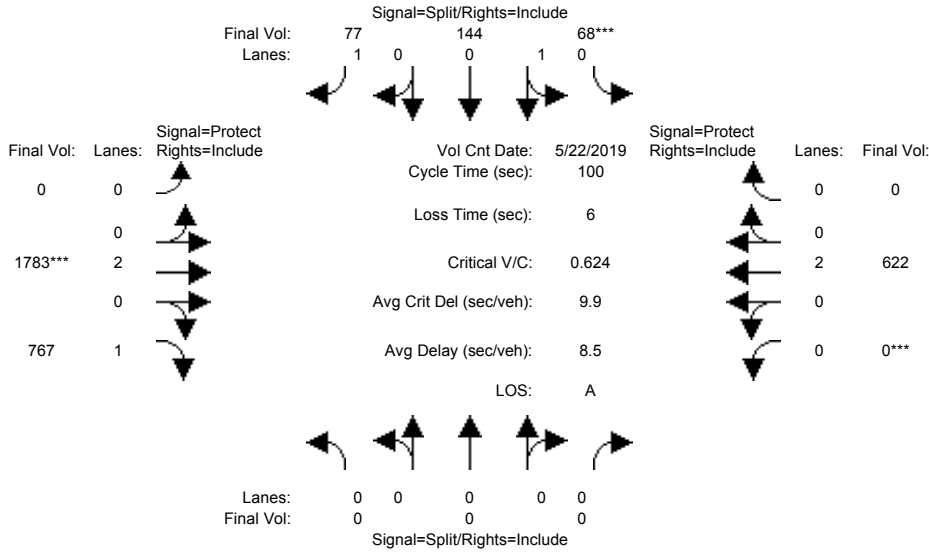 Signal=Split/Rights=Include
Final Vol: 77 144 68***
Lanes: 1 0 0 1 0
Signal=Protect Signal=Protect
Final Vol: Lanes: Rights=Include Vol Cnt Date: 5/22/2019 Rights=Include Lanes: Final Vol:
Cycle Time (sec): 100
0 0 0 0
Loss Time (sec): 6
0 0
1783*** 2 Critical V/C: 0.624 2 622
0 Avg Crit Del (sec/veh): 9.9 0
767 1 Avg Delay (sec/veh): 8.5 0 0***
LOS: A
Lanes: 0 0 0 0 0
Final Vol: 0 0 0
Signal=Split/Rights=Include